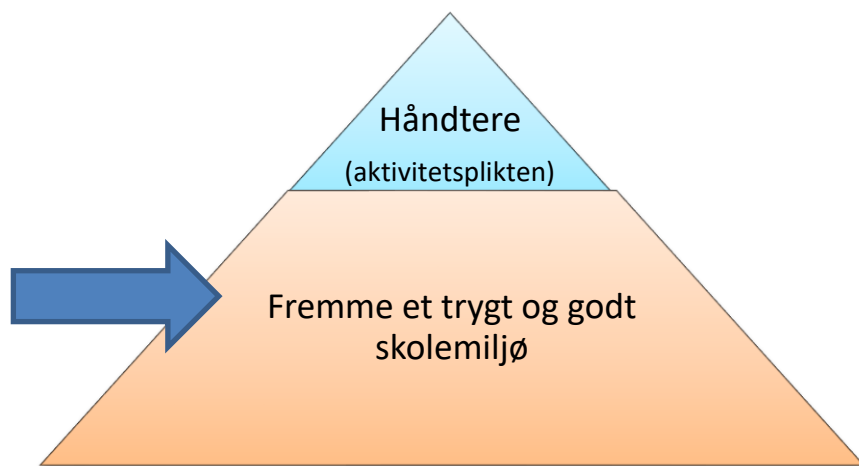 Håndtere
(aktivitetsplikten)
Fremme et trygt og godt
skolemiljø